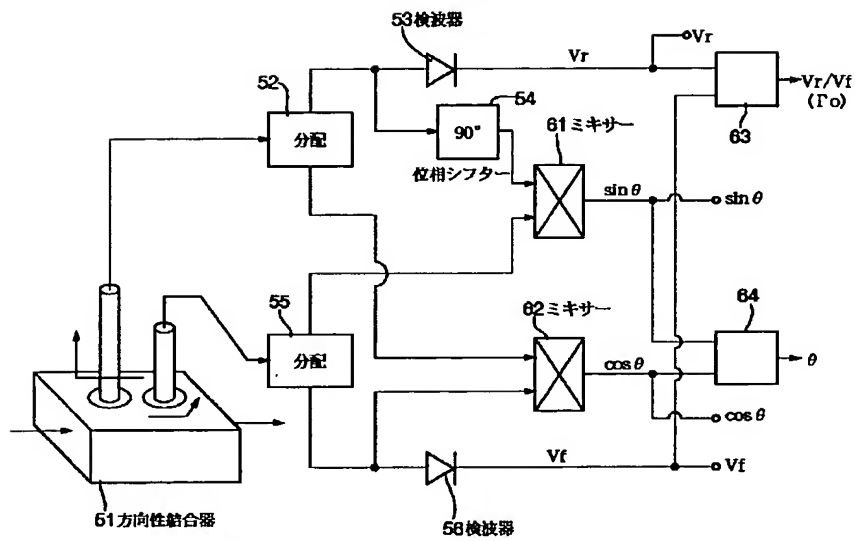 53検波器
Vr
Vr
52
54
分配
90°
位相シフター
61ミキサー
63
Vr/Vf
(Γo)
sinθ
sinθ
55
分配
62ミキサー
64
cosθ
θ
cosθ
Vf
Vf
51方向性結合器
56検波器